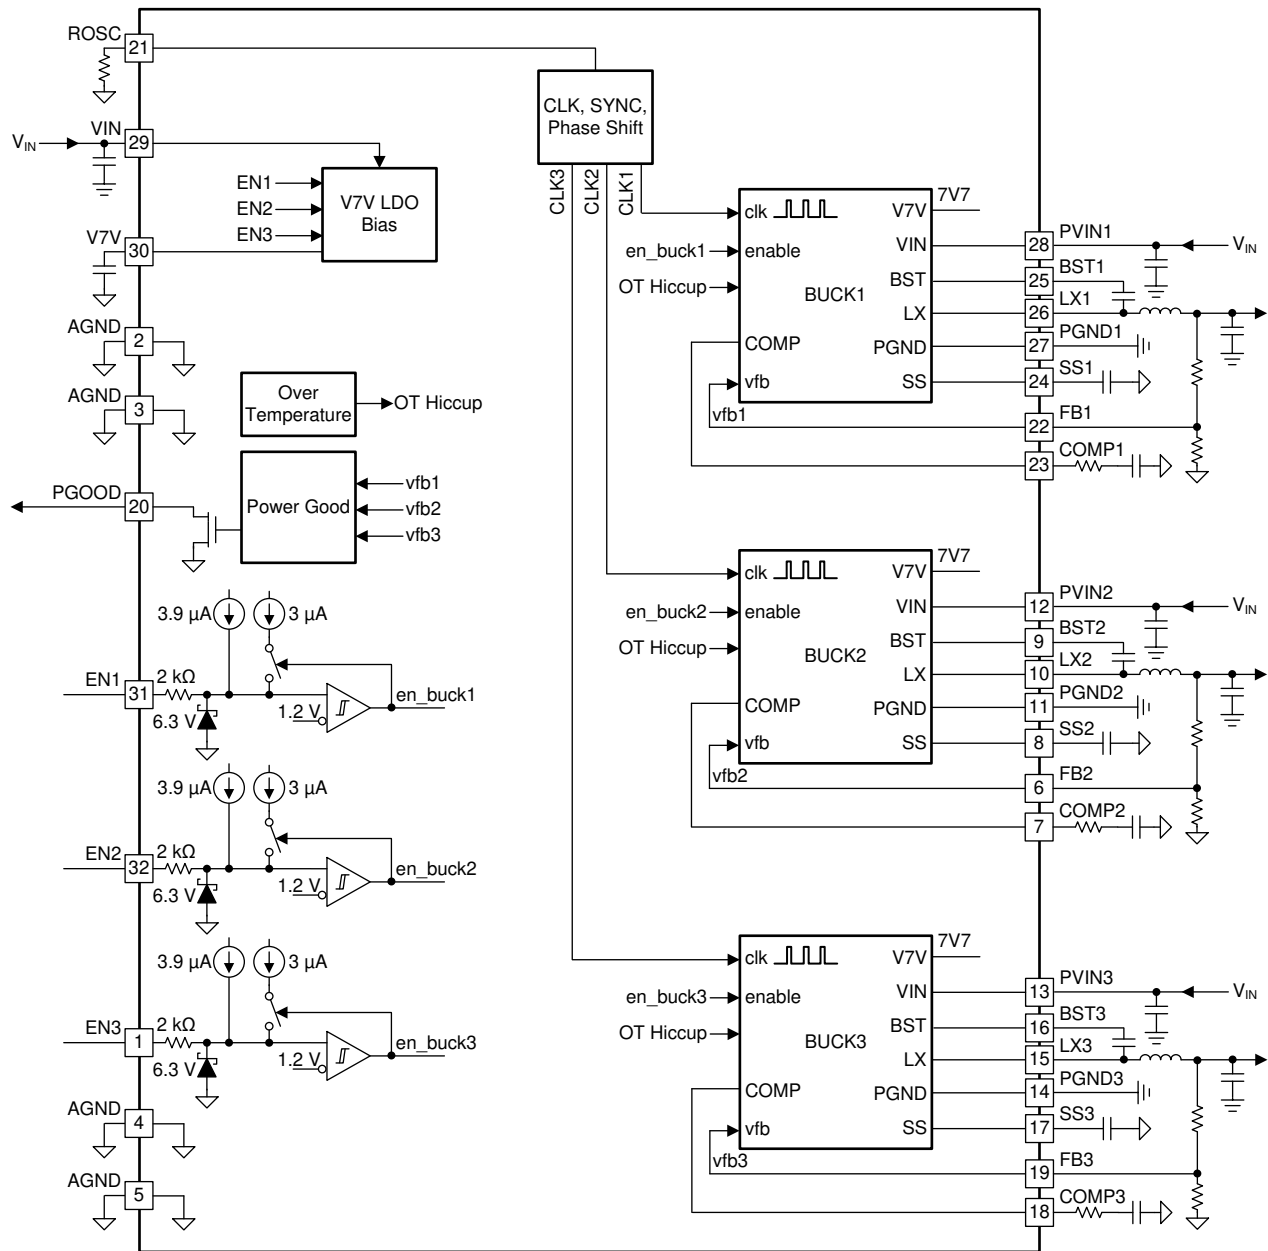 ROSC
21
CLK, SYNC,
Phase Shift
VIN
V_IN
29
EN1
EN2
EN3
V7V LDO
Bias
V7V
30
AGND
2
AGND
3
Over
Temperature
OT Hiccup
PGOOD
20
Power Good
vfb1
vfb2
vfb3
3.9 µA
3 µA
EN1
31
2 kΩ
6.3 V
1.2 V
en_buck1
3.9 µA
3 µA
EN2
32
2 kΩ
6.3 V
1.2 V
en_buck2
3.9 µA
3 µA
EN3
1
2 kΩ
6.3 V
1.2 V
en_buck3
AGND
4
AGND
5
CLK3
CLK2
CLK1
clk
V7V
7V7
en_buck1
enable
VIN
28
PVIN1
V_IN
OT Hiccup
BUCK1
BST
25
BST1
LX
26
LX1
COMP
PGND
27
PGND1
vfb
SS
24
SS1
vfb1
22
FB1
23
COMP1
clk
V7V
7V7
en_buck2
enable
VIN
12
PVIN2
V_IN
OT Hiccup
BUCK2
BST
9
BST2
LX
10
LX2
COMP
PGND
11
PGND2
vfb
SS
8
SS2
vfb2
6
FB2
7
COMP2
clk
V7V
7V7
en_buck3
enable
VIN
13
PVIN3
V_IN
OT Hiccup
BUCK3
BST
16
BST3
LX
15
LX3
COMP
PGND
14
PGND3
vfb
SS
17
SS3
vfb3
19
FB3
18
COMP3